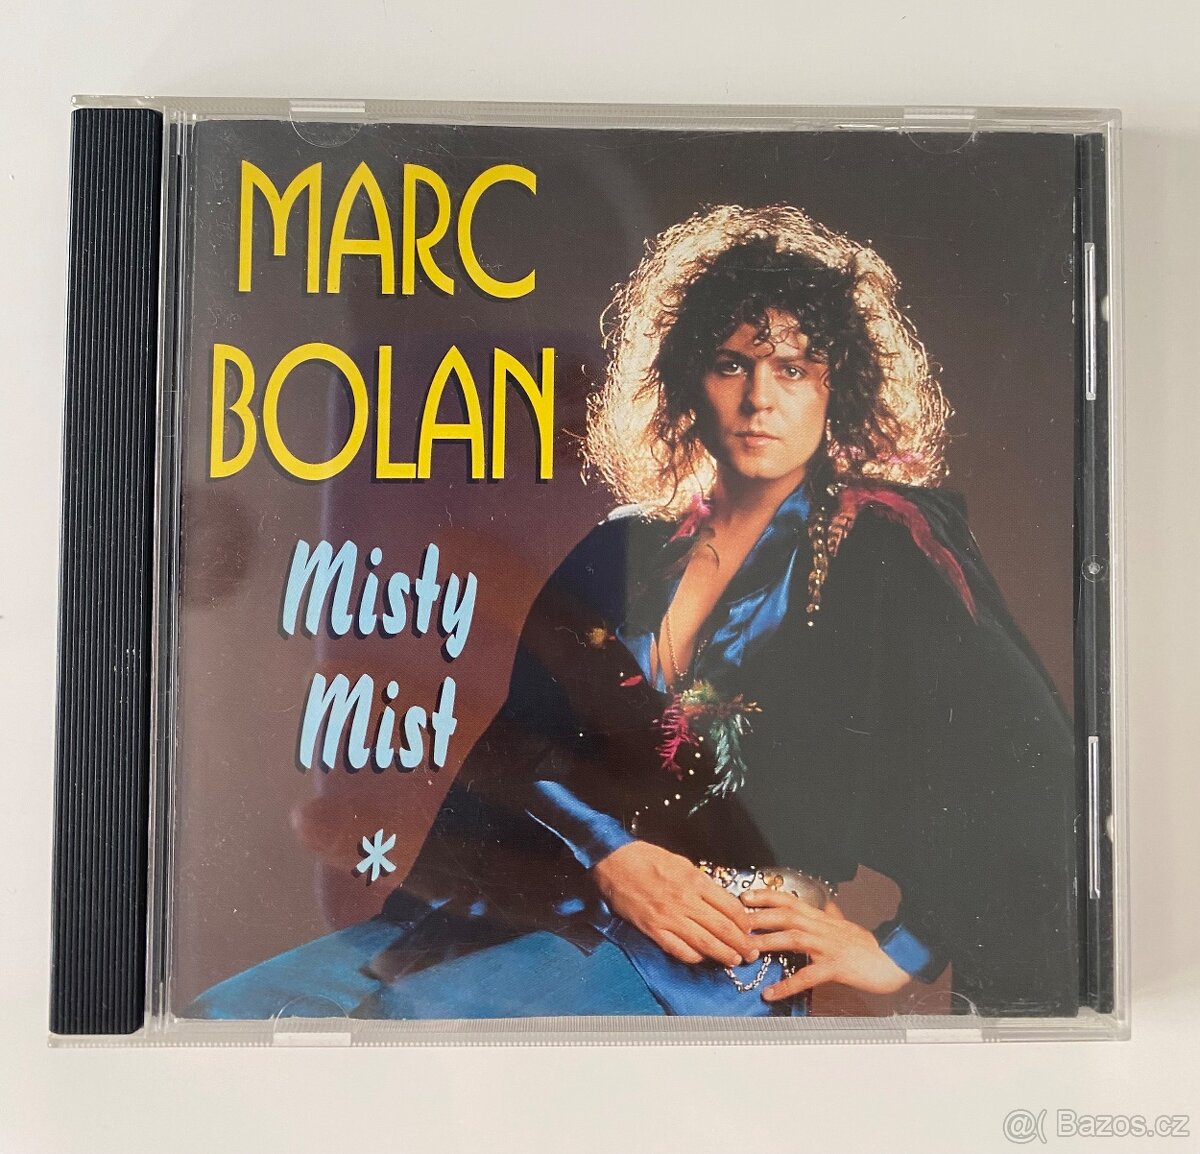 MARC
BOLAN
Misty
Mist
*
@( Bazos.cz